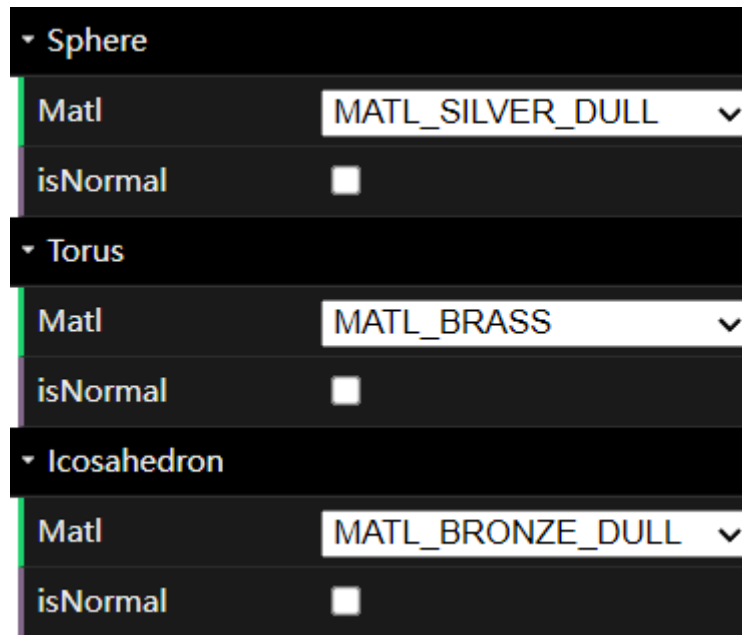 Sphere
Matl MATL_SILVER_DULL
isNormal
Torus
Matl MATL_BRASS
isNormal
Icosahedron
Matl MATL_BRONZE_DULL
isNormal